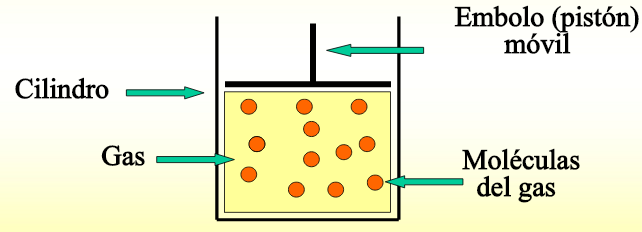 Embolo (pistón)
móvil
Cilindro
Gas
Moléculas
del gas